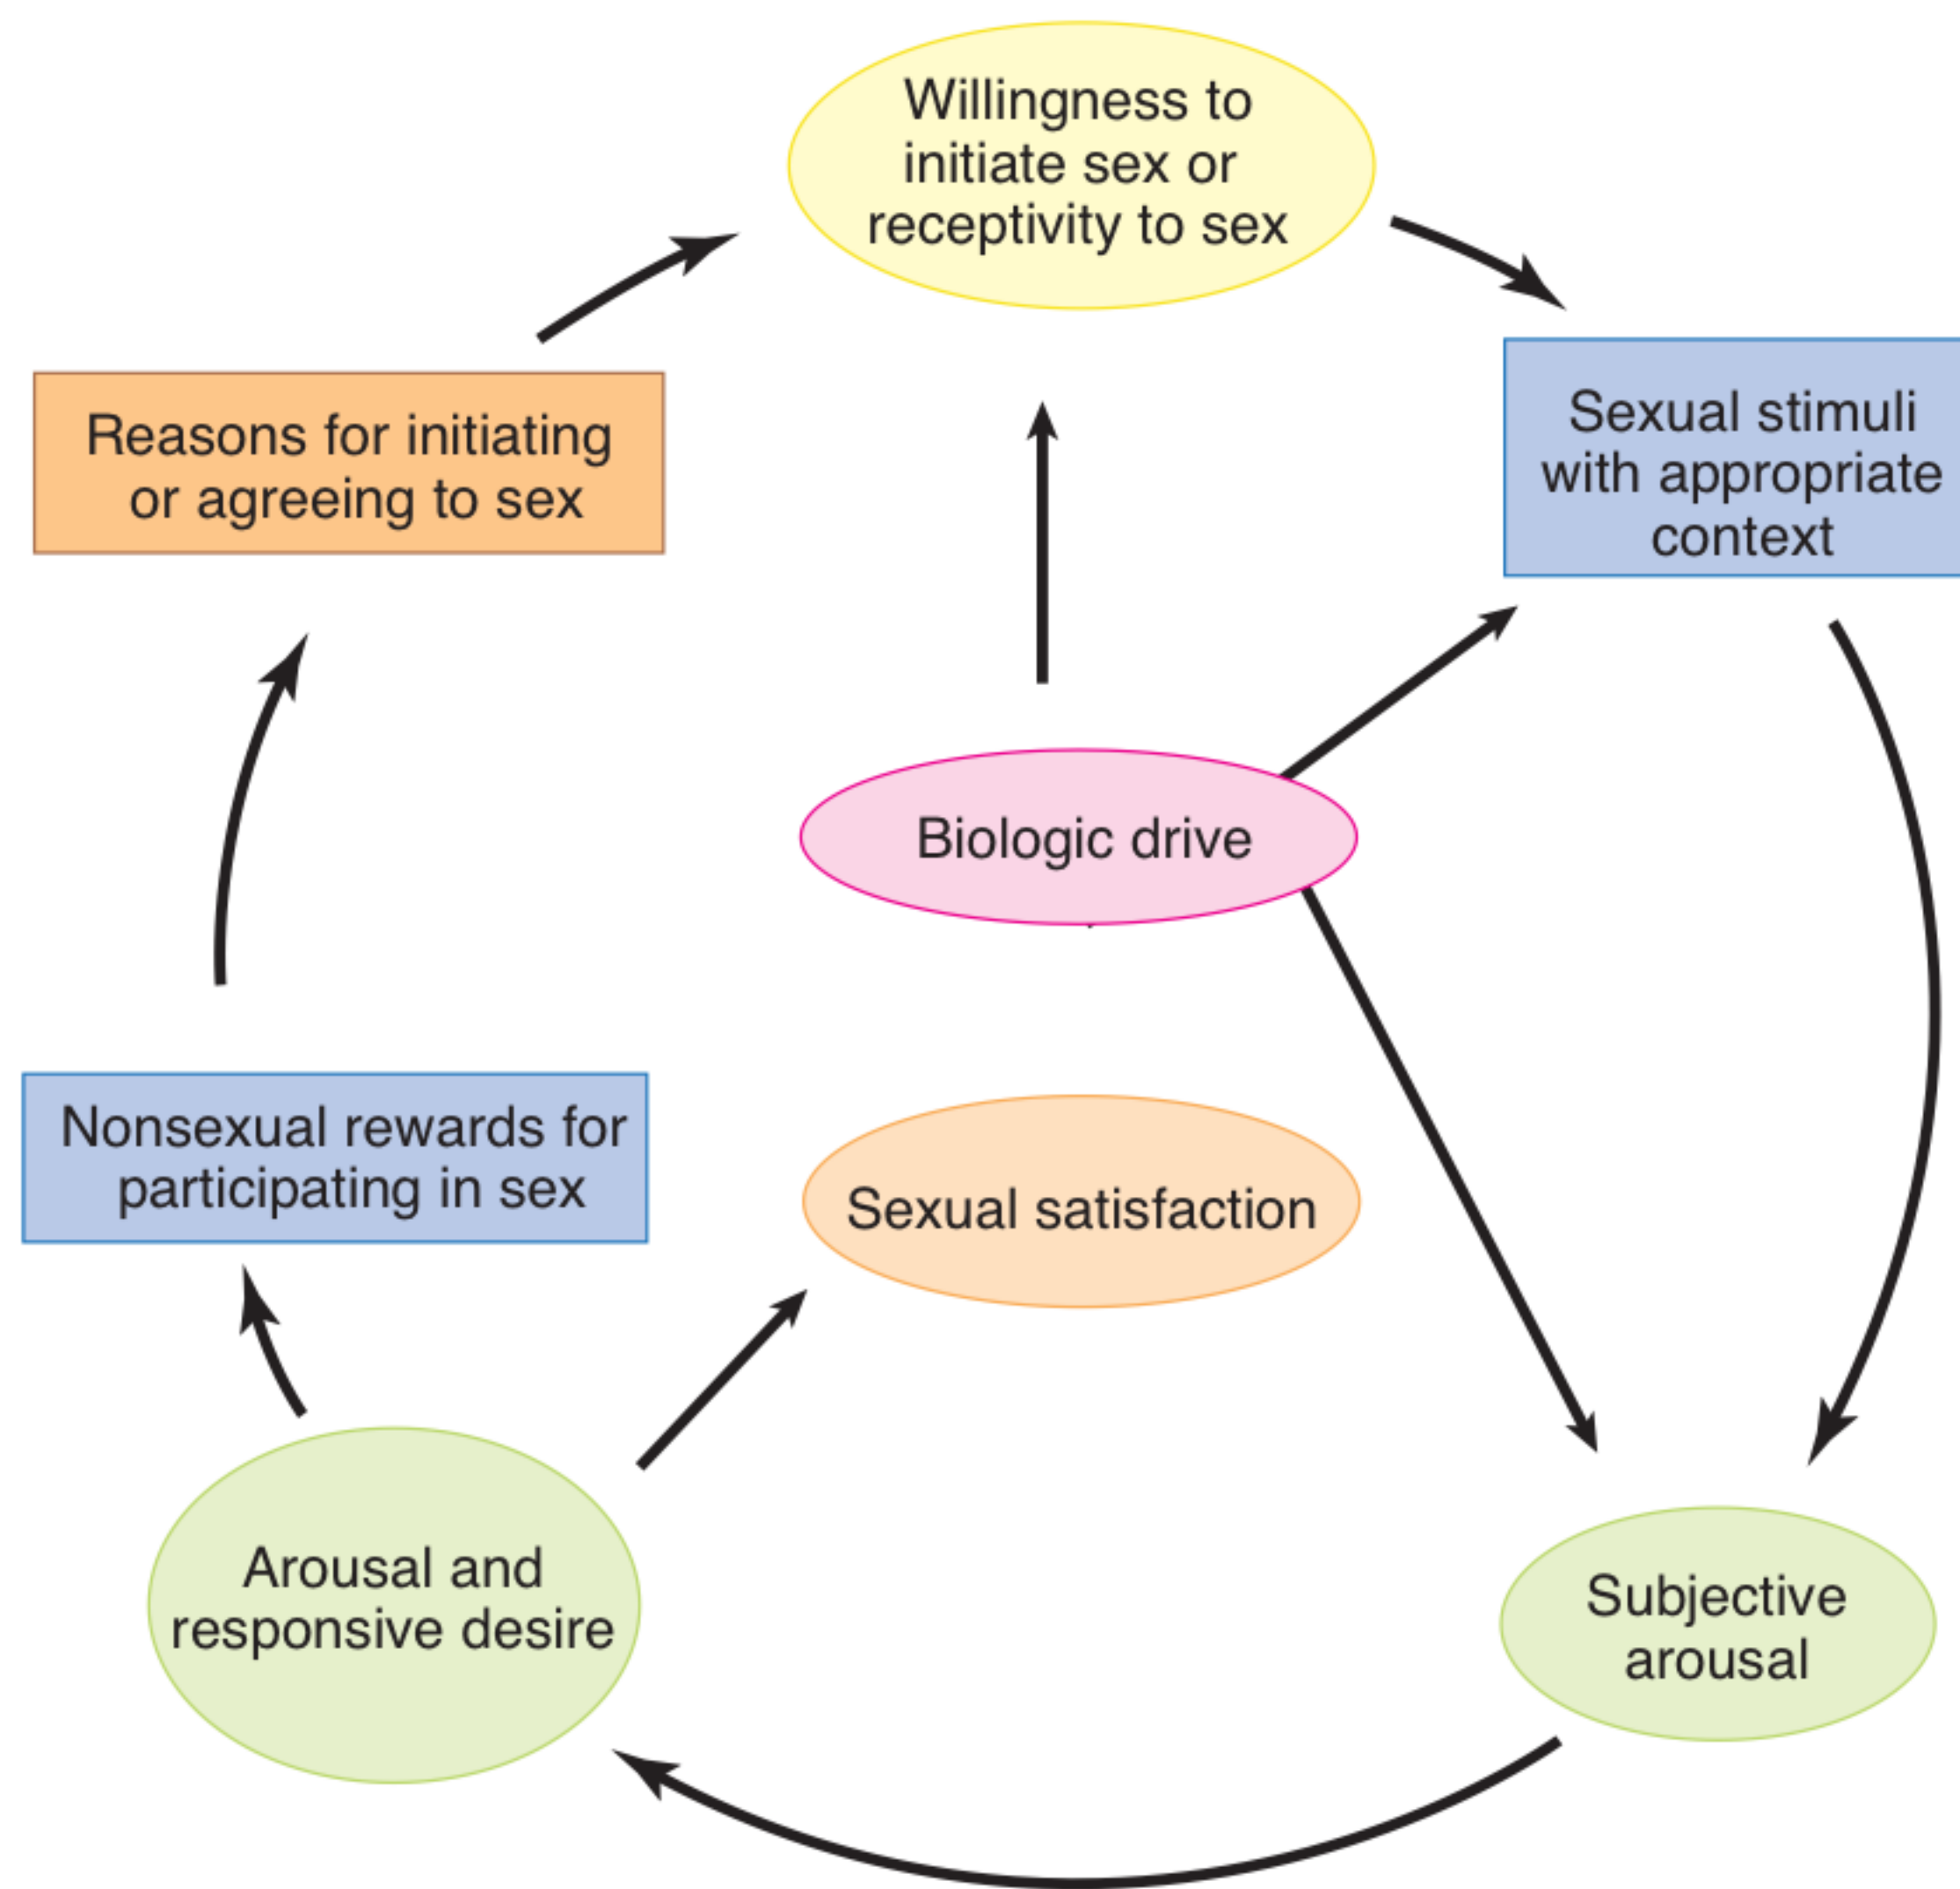 Willingness to
initiate sex or
receptivity to sex
Reasons for initiating
or agreeing to sex
Sexual stimuli
with appropriate
context
Biologic drive
Nonsexual rewards for
participating in sex
Sexual satisfaction
Arousal and
responsive desire
Subjective
arousal